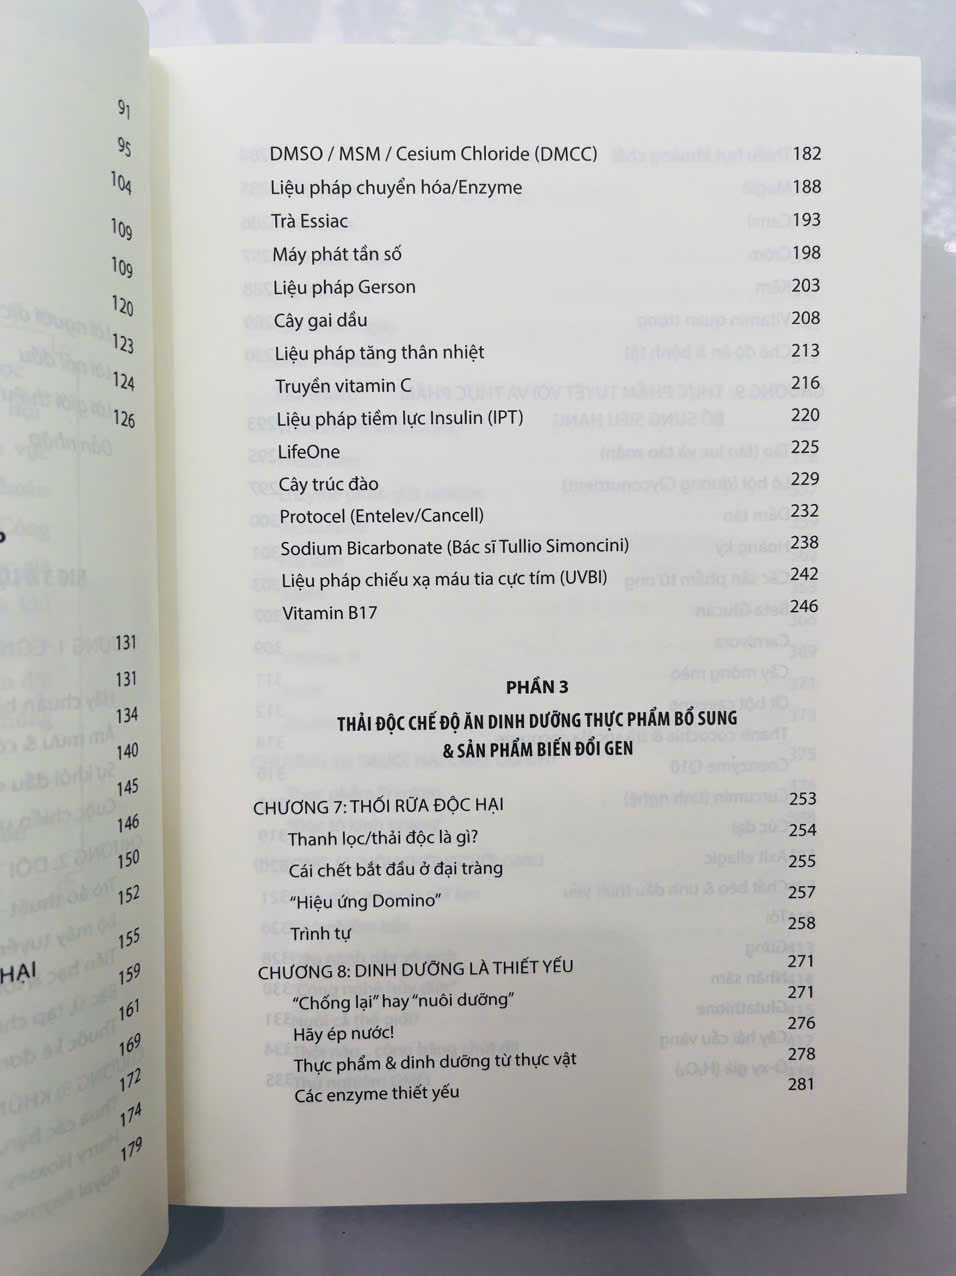 91
95
104
109
109
120
123
124
126
131
131
134
140
145
146
150
152
155
HẠI 159
161
169
172
174
179
DMSO / MSM / Cesium Chloride (DMCC) 182
Liệu pháp chuyển hóa/Enzyme 188
Trà Essiac 193
Máy phát tần số 198
Liệu pháp Gerson 203
Cây gai dầu 208
Liệu pháp tăng thân nhiệt 213
Truyền vitamin C 216
Liệu pháp tiềm lực Insulin (IPT) 220
LifeOne 225
Cây trúc đào 229
Protocel (Entelev/Cancell) 232
Sodium Bicarbonate (Bác sĩ Tullio Simoncini) 238
Liệu pháp chiếu xạ máu tia cực tím (UVBI) 242
Vitamin B17 246
PHẦN 3
THẢI ĐỘC CHẾ ĐỘ ĂN DINH DƯỠNG THỰC PHẨM BỔ SUNG
& SẢN PHẨM BIẾN ĐỔI GEN
CHƯƠNG 7: THỐI RỮA ĐỘC HẠI 253
Thanh lọc/thải độc là gì? 254
Cái chết bắt đầu ở đại tràng 255
“Hiệu ứng Domino” 257
Trình tự 258
CHƯƠNG 8: DINH DƯỠNG LÀ THIẾT YẾU 271
“Chống lại” hay “nuôi dưỡng” 271
Hãy ép nước! 276
Thực phẩm & dinh dưỡng từ thực vật 278
Các enzyme thiết yếu 281